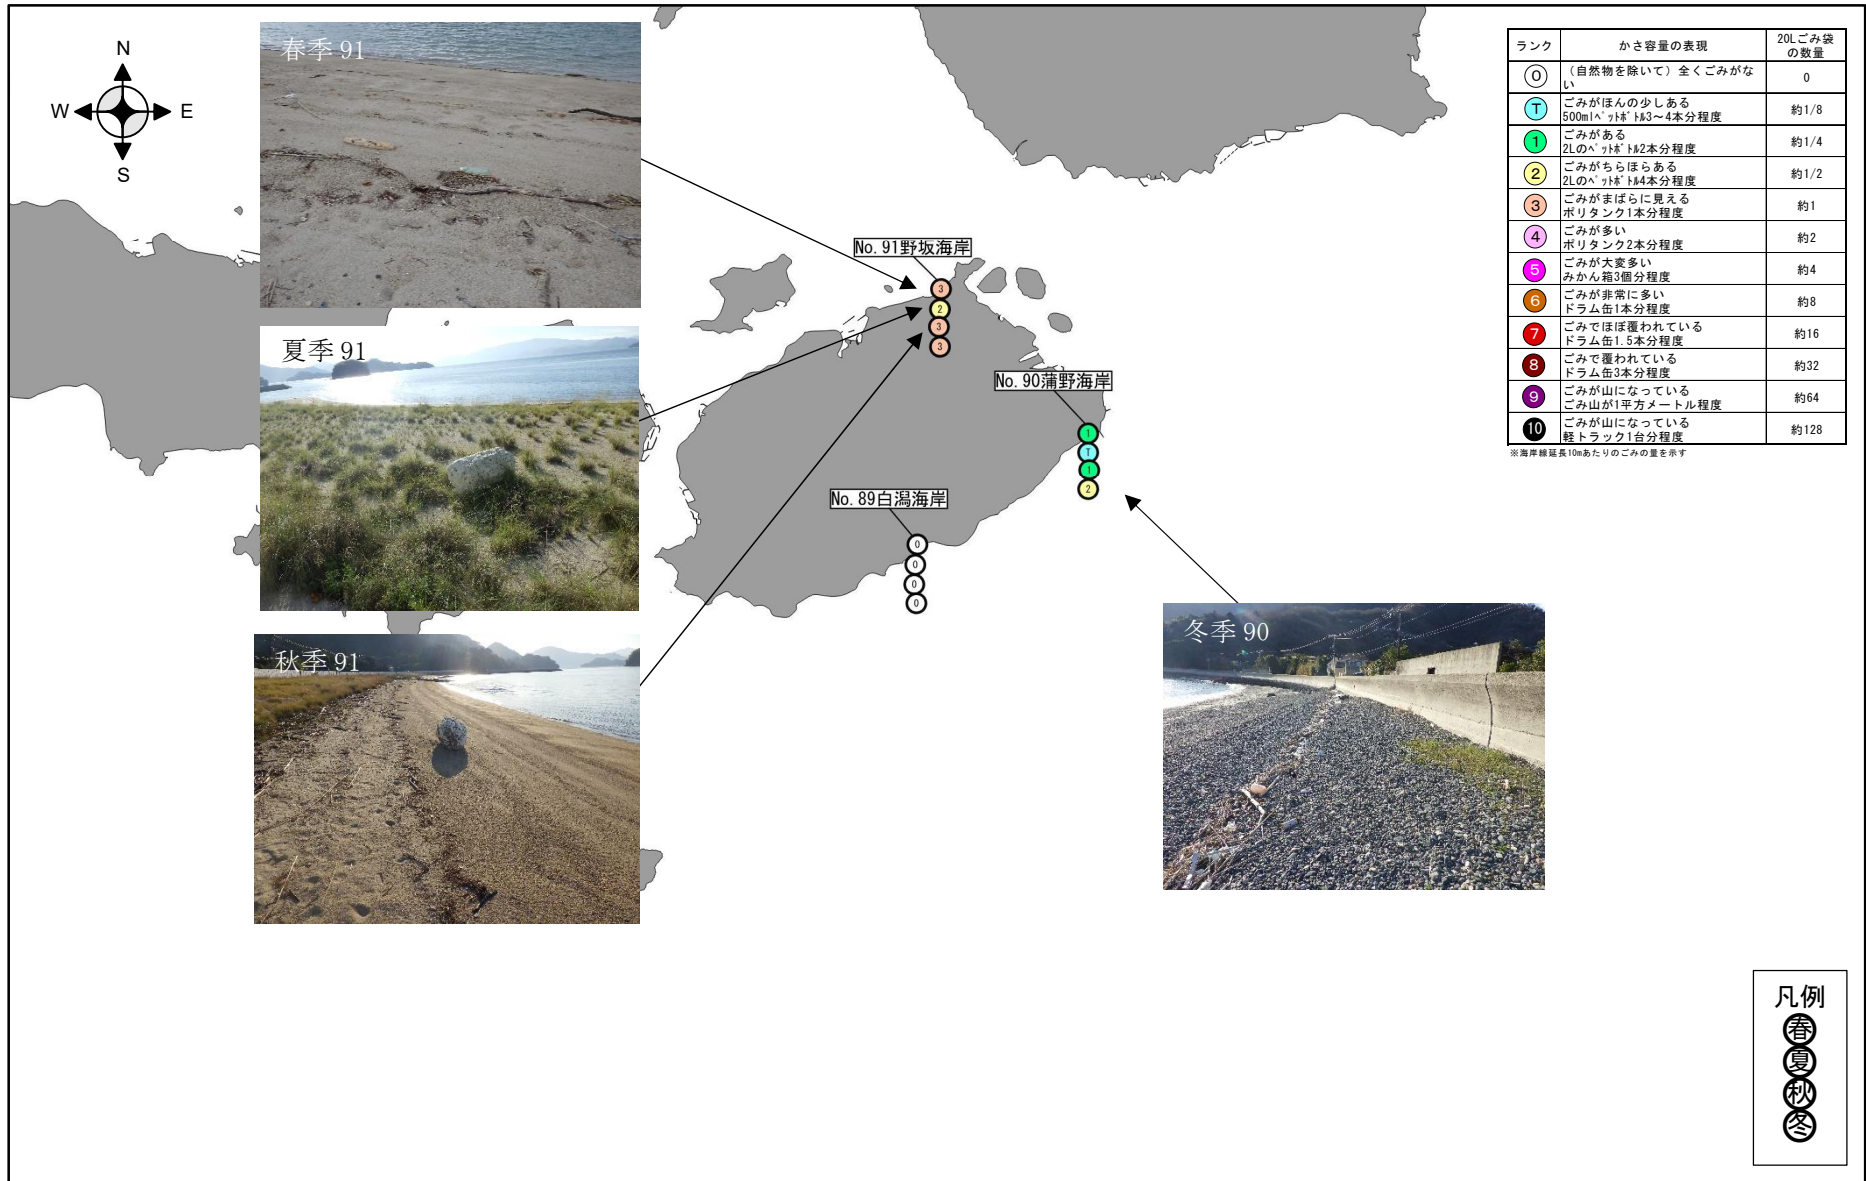 N
W
E
S
春季 91
夏季 91
秋季 91
冬季 90
No. 91野坂海岸
3
2
3
3
No. 90蒲野海岸
1
T
1
2
No. 89白潟海岸
0
0
0
0
ランク かさ容量の表現 20Lごみ袋の数量
0 (自然物を除いて)全くごみがない 0
T ごみがほんの少しある
500mlペットボトル3~4本分程度 約1/8
1 ごみがある
2Lのペットボトル2本分程度 約1/4
2 ごみがちらほらある
2Lのペットボトル4本分程度 約1/2
3 ごみがまばらに見える
ポリタンク1本分程度 約1
4 ごみが多い
ポリタンク2本分程度 約2
5 ごみが大変多い
みかん箱3個分程度 約4
6 ごみが非常に多い
ドラム缶1本分程度 約8
7 ごみでほぼ覆われている
ドラム缶1.5本分程度 約16
8 ごみで覆われている
ドラム缶3本分程度 約32
9 ごみが山になっている
ごみ山が1平方メートル程度 約64
10 ごみが山になっている
軽トラック1台分程度 約128
※海岸線延長10mあたりのごみの量を示す
凡例
春
夏
秋
冬